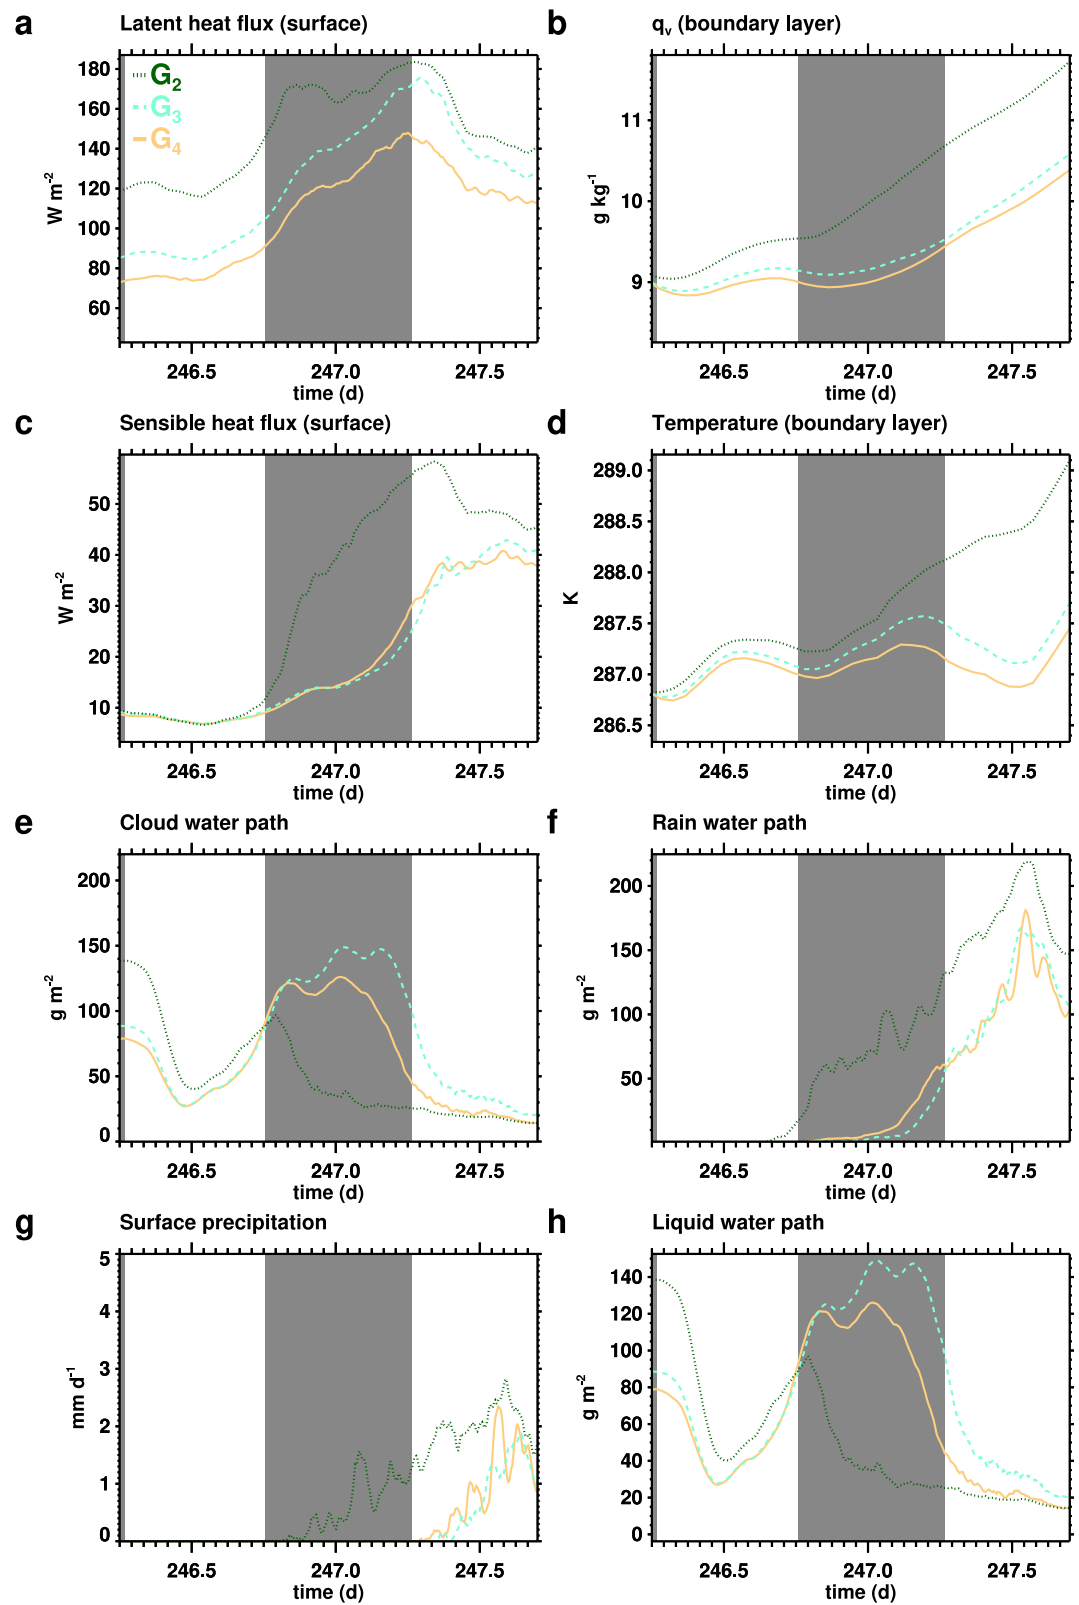 a Latent heat flux (surface)
180
160
140
120
100
80
60
W m⁻²
G₂
G₃
G₄
246.5 247.0 247.5
time (d)
b qᵥ (boundary layer)
11
10
9
g kg⁻¹
246.5 247.0 247.5
time (d)
c Sensible heat flux (surface)
50
40
30
20
10
W m⁻²
246.5 247.0 247.5
time (d)
d Temperature (boundary layer)
289.0
288.5
288.0
287.5
287.0
286.5
K
246.5 247.0 247.5
time (d)
e Cloud water path
200
150
100
50
0
g m⁻²
246.5 247.0 247.5
time (d)
f Rain water path
200
150
100
50
g m⁻²
246.5 247.0 247.5
time (d)
g Surface precipitation
5
4
3
2
1
0
mm d⁻¹
246.5 247.0 247.5
time (d)
h Liquid water path
140
120
100
80
60
40
20
0
g m⁻²
246.5 247.0 247.5
time (d)